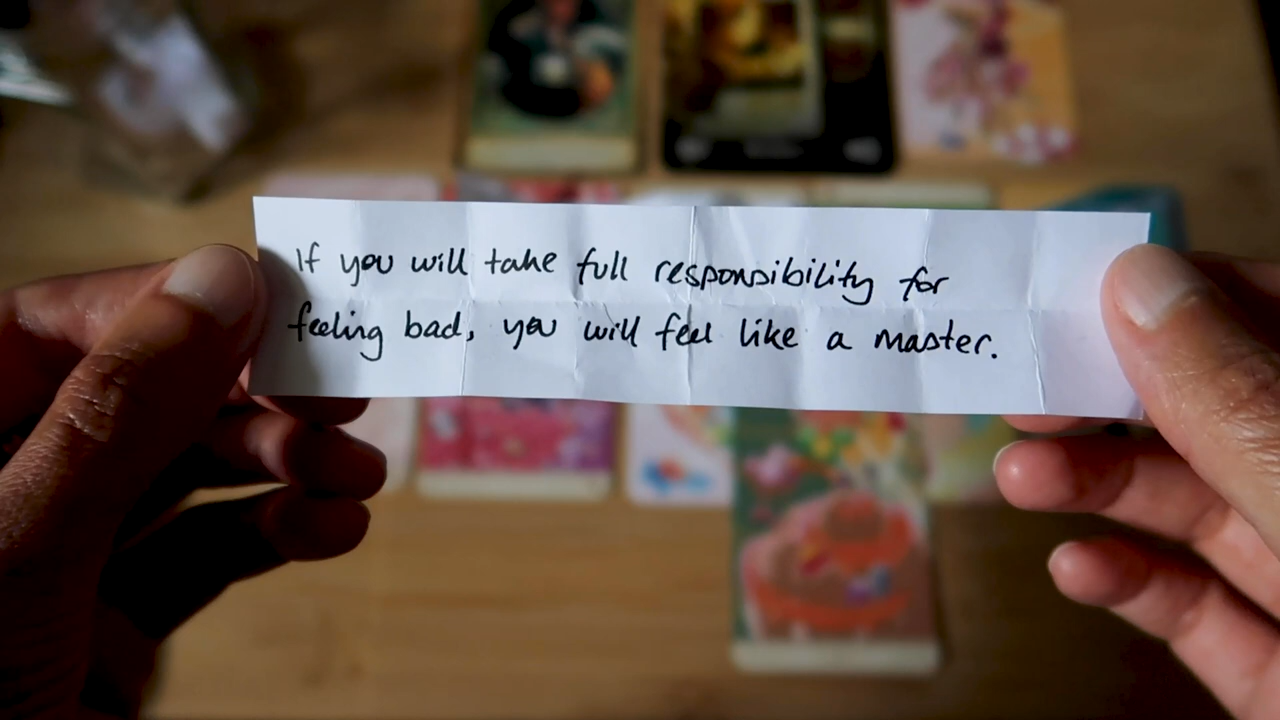 If you will take full responsibility for
feeling bad, you will feel like a master.